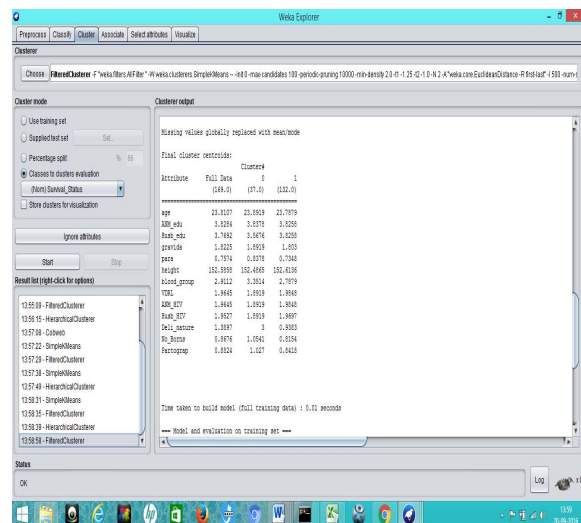 Weka Explorer
Preprocess Classify Cluster Associate Select attributes Visualize
Clusterer
Choose FilteredClusterer -F "weka.filters.AllFilter" -W weka.clusterers.SimpleKMeans -- -init 0 -max-candidates 100 -periodic-pruning 10000 -min-density 2.0 -t1 -1.25 -t2 -1.0 -N 2 -A "weka.core.EuclideanDistance -R first-last" -I 500 -num-s
Cluster mode
Use training set
Supplied test set Set...
Percentage split % 66
Classes to clusters evaluation
(Nom) Survival_Status
Store clusters for visualization
Ignore attributes
Start Stop
Result list (right-click for options)
13:55:09 - FilteredClusterer
13:56:15 - HierarchicalClusterer
13:57:08 - Cobweb
13:57:22 - SimpleKMeans
13:57:29 - FilteredClusterer
13:57:38 - SimpleKMeans
13:57:49 - HierarchicalClusterer
13:58:31 - SimpleKMeans
13:58:35 - FilteredClusterer
13:58:39 - HierarchicalClusterer
13:58:58 - FilteredClusterer
Clusterer output
Missing values globally replaced with mean/mode
Final cluster centroids:
Cluster#
Attribute Full Data 0 1
(169.0) (37.0) (132.0)
==========================================
age 23.8107 23.8919 23.7879
ANM_edu 3.8284 3.8378 3.8258
Husb_edu 3.7692 3.5676 3.8258
gravida 1.8225 1.8919 1.803
para 0.7574 0.8378 0.7348
height 152.5858 152.4865 152.6136
blood_group 2.9112 3.3514 2.7879
VDRL 1.9645 1.8919 1.9848
ANM_HIV 1.9645 1.8919 1.9848
Husb_HIV 1.9527 1.8919 1.9697
Deli_nature 1.3897 3 0.9383
No_Borns 0.8676 1.0541 0.8154
Partograp 0.8824 1.027 0.8418
Time taken to build model (full training data) : 0.01 seconds
=== Model and evaluation on training set ===
Status
OK
Log
x 0
13:59